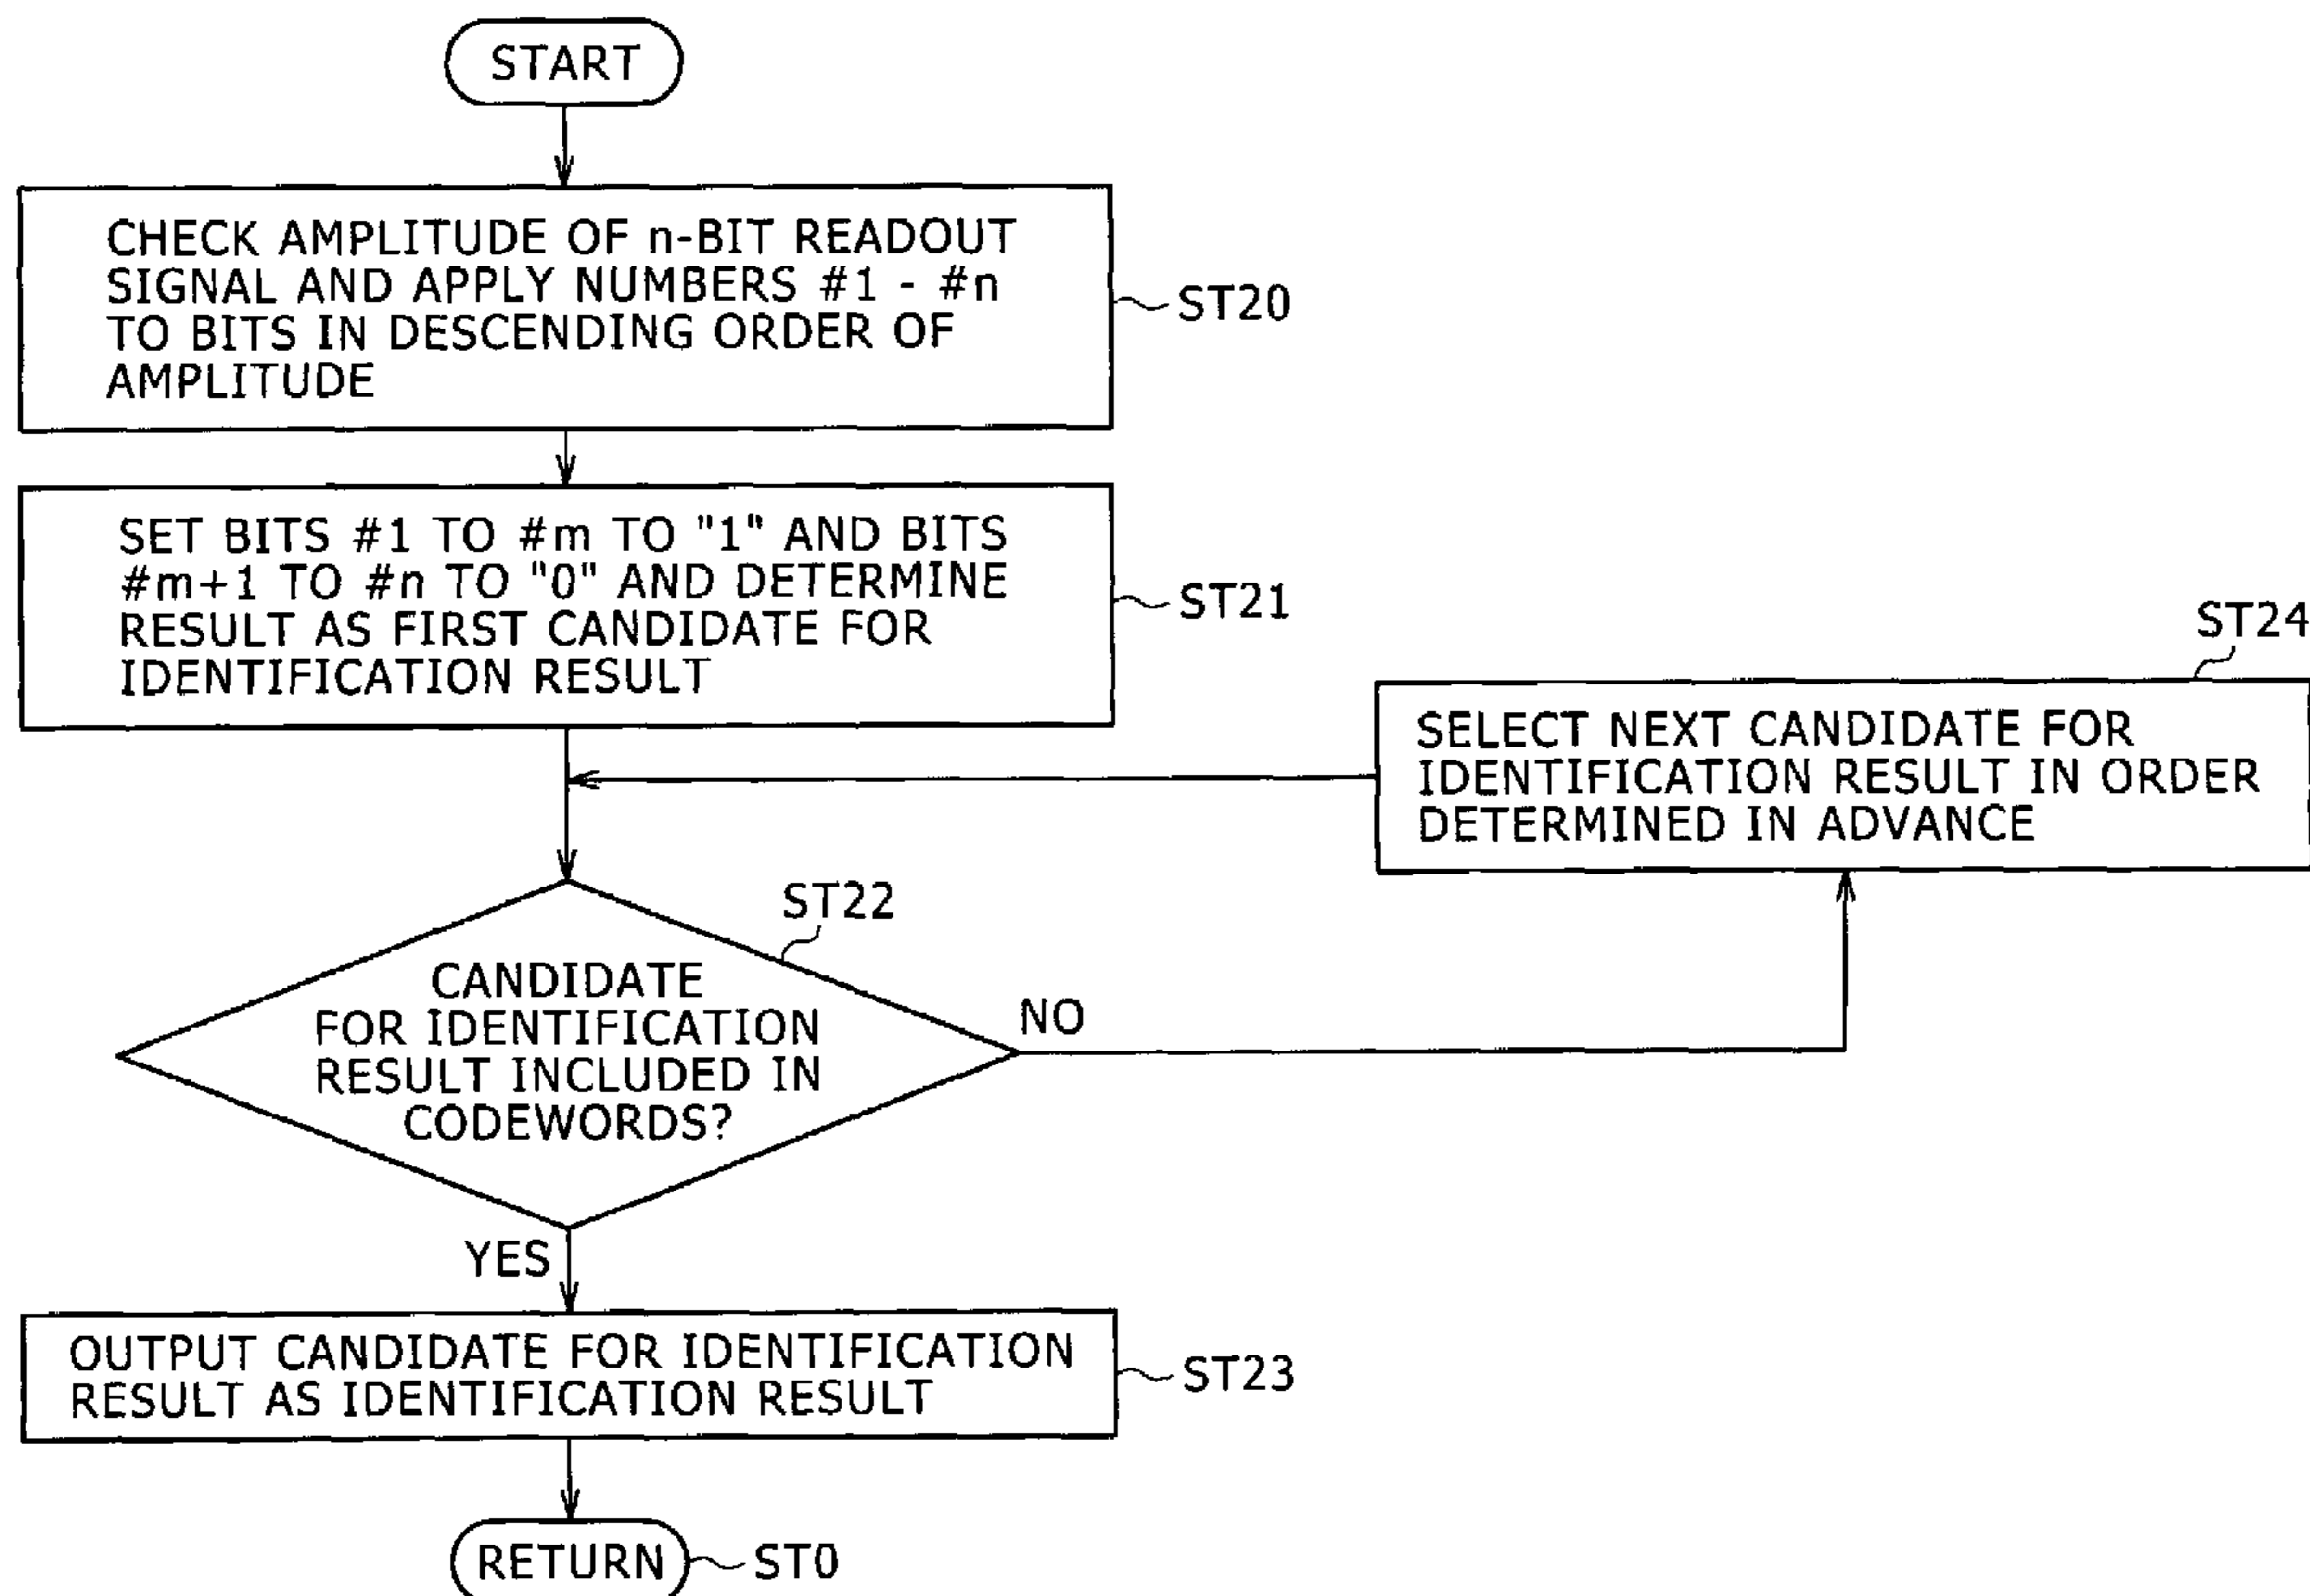 START
CHECK AMPLITUDE OF n-BIT READOUT
SIGNAL AND APPLY NUMBERS #1 - #n
TO BITS IN DESCENDING ORDER OF
AMPLITUDE
ST20
SET BITS #1 TO #m TO "1" AND BITS
#m+1 TO #n TO "0" AND DETERMINE
RESULT AS FIRST CANDIDATE FOR
IDENTIFICATION RESULT
ST21
ST24
SELECT NEXT CANDIDATE FOR
IDENTIFICATION RESULT IN ORDER
DETERMINED IN ADVANCE
ST22
CANDIDATE
FOR IDENTIFICATION
RESULT INCLUDED IN
CODEWORDS?
NO
YES
OUTPUT CANDIDATE FOR IDENTIFICATION
RESULT AS IDENTIFICATION RESULT
ST23
RETURN
ST0